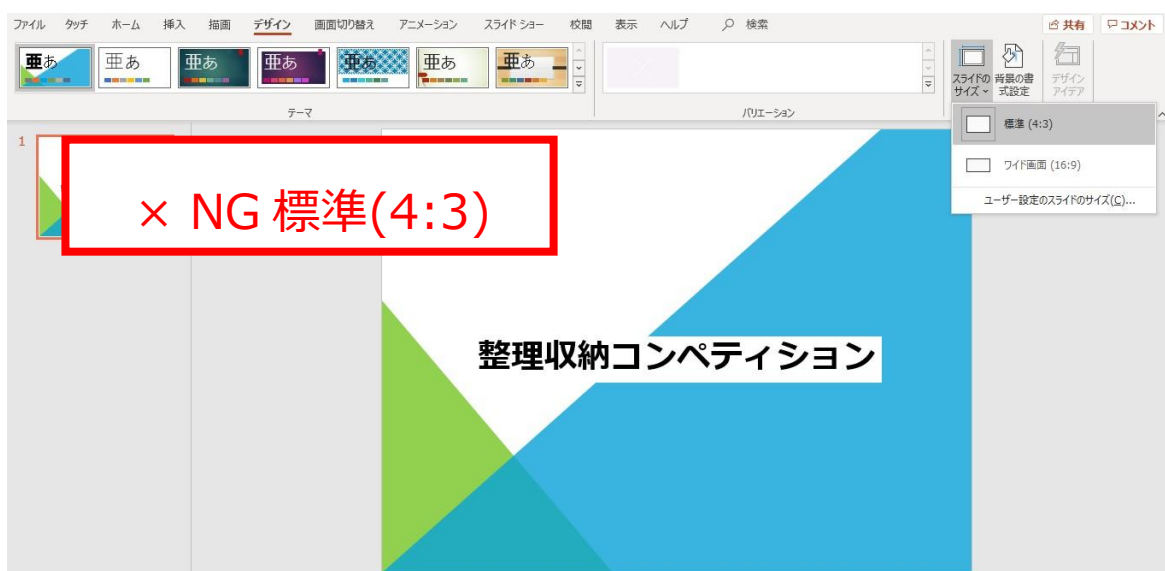 ファイル タッチ ホーム 挿入 描画 デザイン 画面切り替え アニメーション スライド ショー 校閲 表示 ヘルプ 検索 共有 コメント
亜あ 亜あ 亜あ 亜あ 亜あ 亜あ 亜あ
スライドの
サイズ
背景の書
式設定
デザイン
アイデア
テーマ
バリエーション
標準 (4:3)
ワイド画面 (16:9)
ユーザー設定のスライドのサイズ(C)...
1
× NG 標準(4:3)
整理収納コンペティション